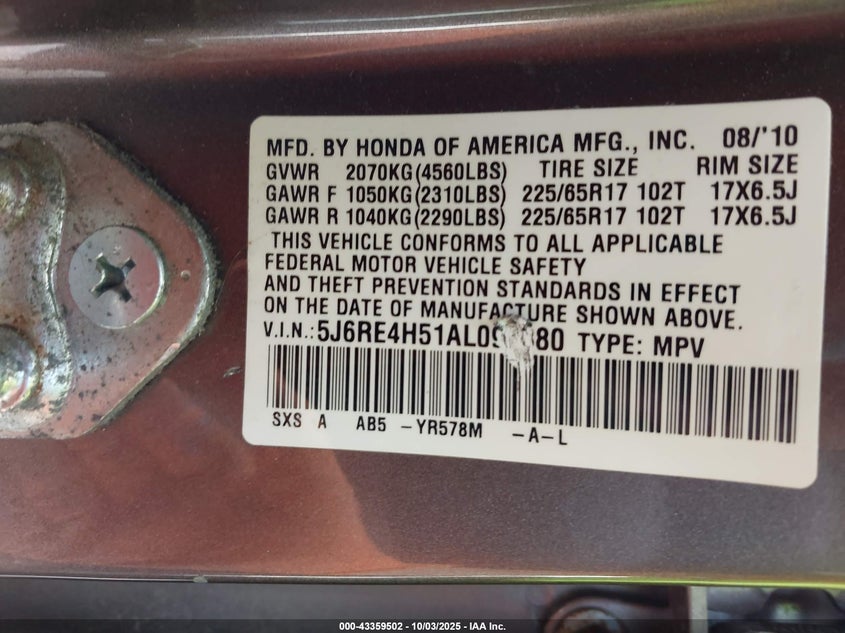 MFD. BY HONDA OF AMERICA MFG., INC. 08/'10
GVWR 2070KG(4560LBS) TIRE SIZE RIM SIZE
GAWR F 1050KG(2310LBS) 225/65R17 102T 17X6.5J
GAWR R 1040KG(2290LBS) 225/65R17 102T 17X6.5J
THIS VEHICLE CONFORMS TO ALL APPLICABLE
FEDERAL MOTOR VEHICLE SAFETY
AND THEFT PREVENTION STANDARDS IN EFFECT
ON THE DATE OF MANUFACTURE SHOWN ABOVE.
V.I.N.: TYPE: MPV
SXS A AB5 -YR578M -A-L
000-43359502 - 10/03/2025 - IAA Inc.